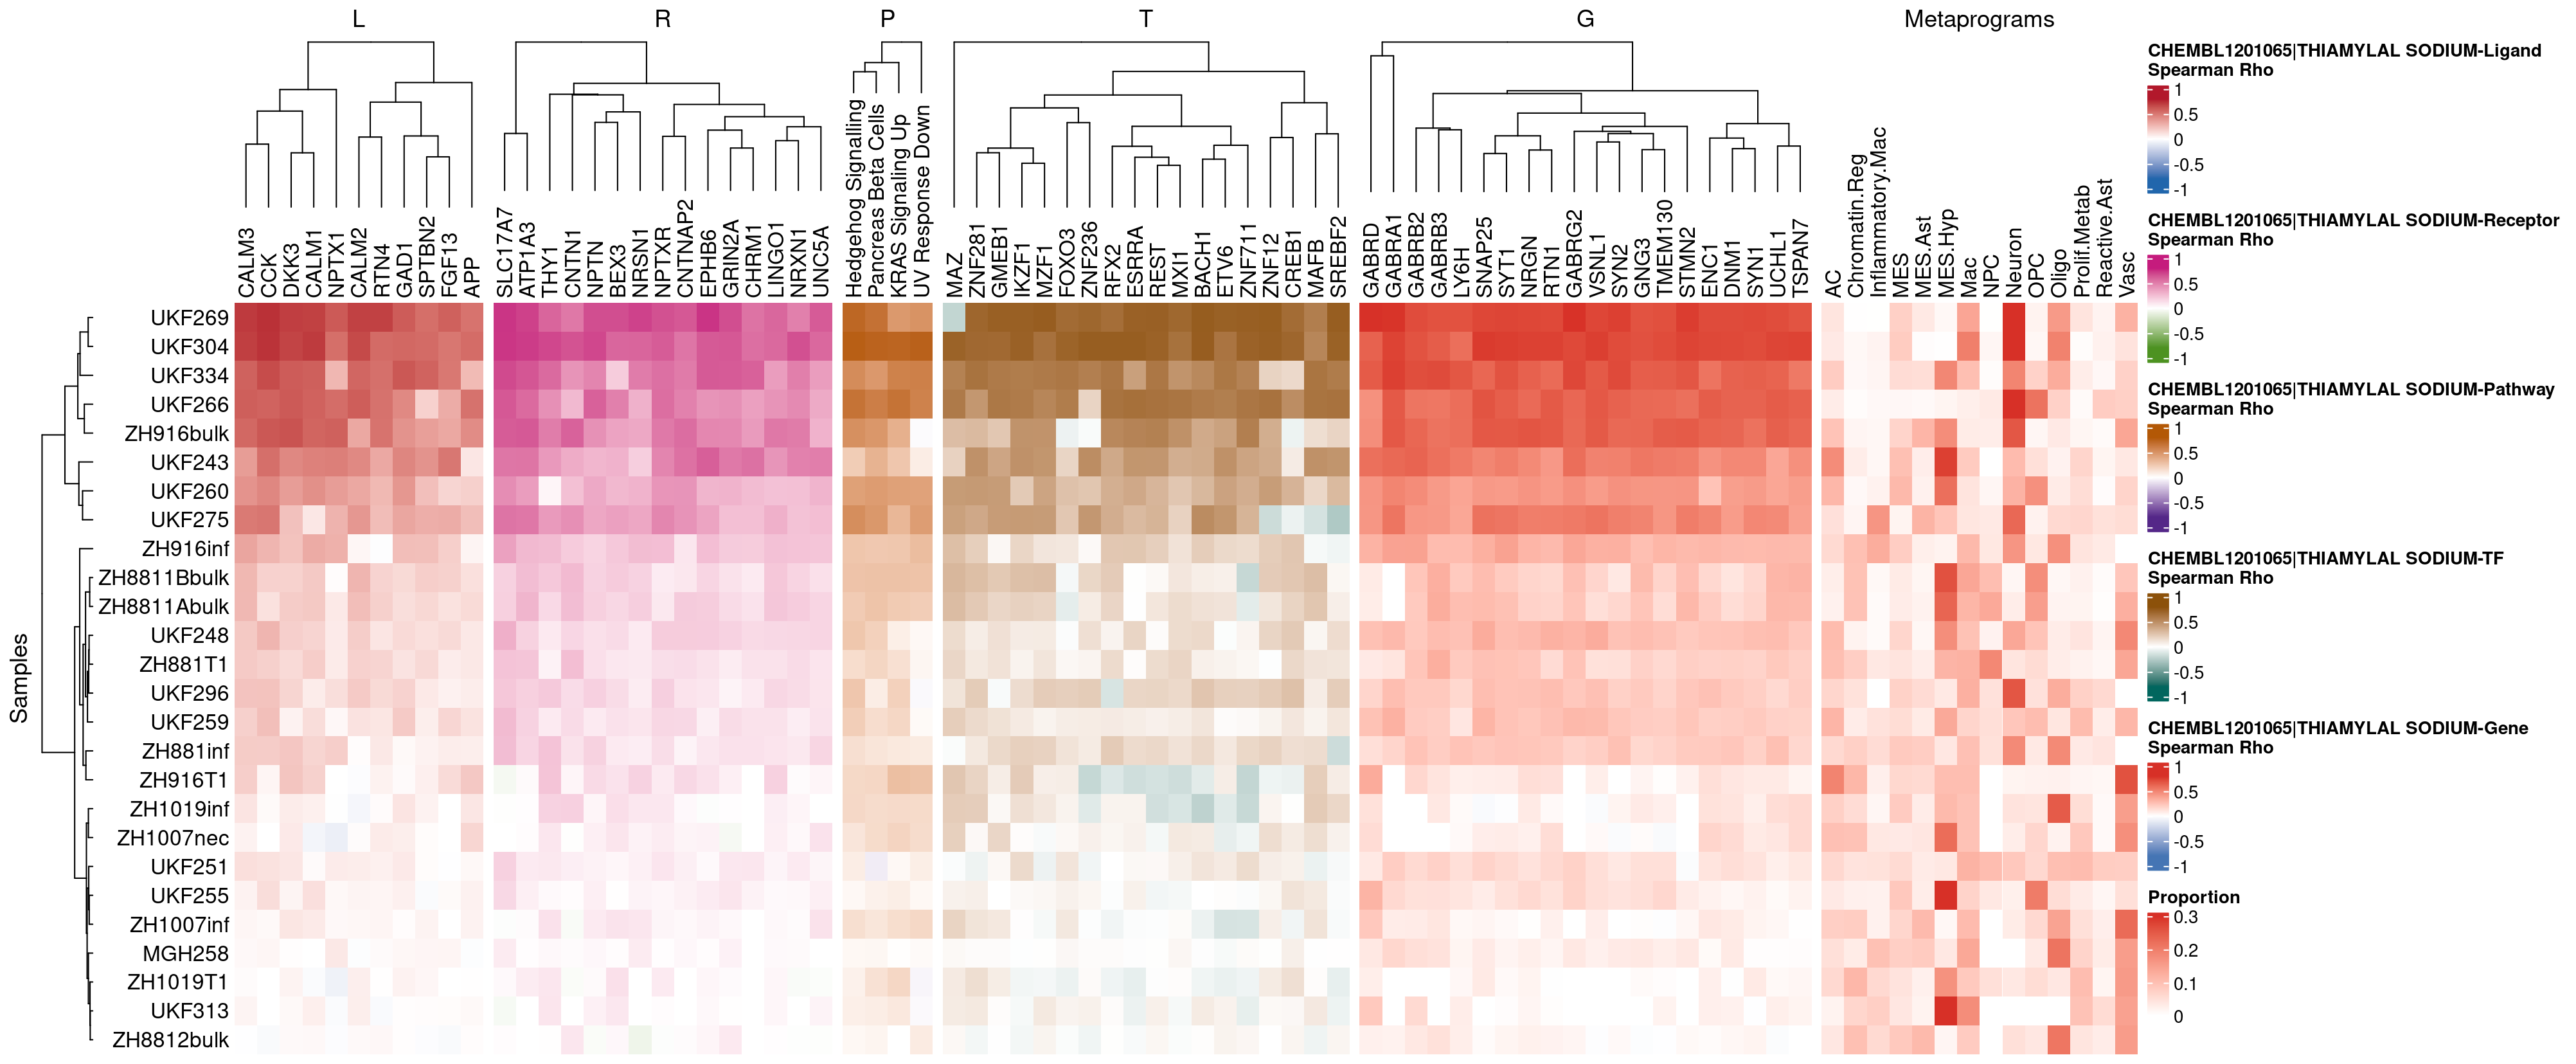 L R P T G Metaprograms
CALM3 CCK DKK3 CALM1 NPTX1 CALM2 RTN4 GAD1 SPTBN2 FGF13 APP
SLC17A7 ATP1A3 THY1 CNTN1 NPTN BEX3 NRSN1 NPTXR CNTNAP2 EPHB6 GRIN2A CHRM1 LINGO1 NRXN1 UNC5A
Hedgehog Signalling
Pancreas Beta Cells
KRAS Signaling Up
UV Response Down
MAZ ZNF281 GMEB1 IKZF1 MZF1 FOXO3 ZNF236 RFX2 ESRRA REST MXI1 BACH1 ETV6 ZNF711 ZNF12 CREB1 MAFB SREBF2
GABRD GABRA1 GABRB2 GABRB3 LY6H SNAP25 SYT1 NRGN RTN1 GABRG2 VSNL1 SYN2 GNG3 TMEM130 STMN2 ENC1 DNM1 SYN1 UCHL1 TSPAN7
AC Chromatin.Reg Inflammatory.Mac MES MES.Ast MES.Hyp Mac NPC Neuron OPC Oligo Prolif.Metab Reactive.Ast Vasc
Samples
UKF269
UKF304
UKF334
UKF266
ZH916bulk
UKF243
UKF260
UKF275
ZH916inf
ZH8811Bbulk
ZH8811Abulk
UKF248
ZH881T1
UKF296
UKF259
ZH881inf
ZH916T1
ZH1019inf
ZH1007nec
UKF251
UKF255
ZH1007inf
MGH258
ZH1019T1
UKF313
ZH8812bulk
CHEMBL1201065|THIAMYLAL SODIUM-Ligand
Spearman Rho
1
0.5
0
-0.5
-1
CHEMBL1201065|THIAMYLAL SODIUM-Receptor
Spearman Rho
1
0.5
0
-0.5
-1
CHEMBL1201065|THIAMYLAL SODIUM-Pathway
Spearman Rho
1
0.5
0
-0.5
-1
CHEMBL1201065|THIAMYLAL SODIUM-TF
Spearman Rho
1
0.5
0
-0.5
-1
CHEMBL1201065|THIAMYLAL SODIUM-Gene
Spearman Rho
1
0.5
0
-0.5
-1
Proportion
0.3
0.2
0.1
0